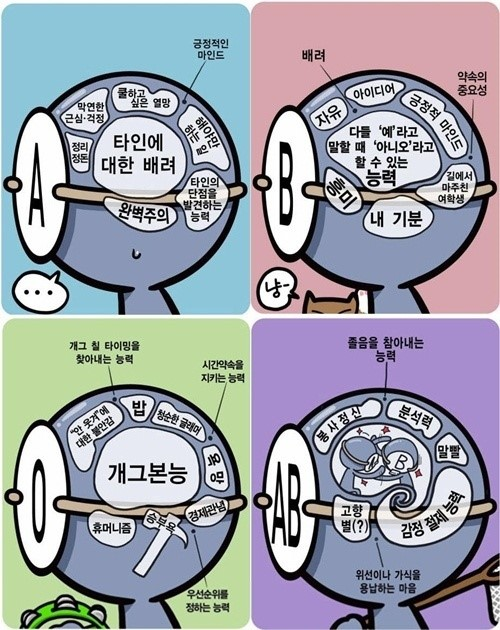 긍정적인
마인드
쿨하고
싶은 열망
막연한
근심·걱정
해야만
하는 일
정리
정돈
타인에
대한 배려
타인의
단점을
발견하는
능력
완벽주의
A
...
배려
약속의
중요성
아이디어
자유
긍정적 마인드
다들 '예'라고
말할 때 '아니오'라고
할 수 있는
능력
흥미
길에서
마주친
여학생
내 기분
B
냥~
개그 칠 타이밍을
찾아내는 능력
시간약속을
지키는 능력
밥
"안 웃겨"에
대한 불안감
청순한 글래머
욕망
개그본능
경제관념
휴머니즘
승부욕
O
우선순위를
정하는 능력
졸음을 참아내는
능력
봉사정신
분석력
말빨
B
고향
별(?)
감정 절제 능력
AB
위선이나 가식을
용납하는 마음